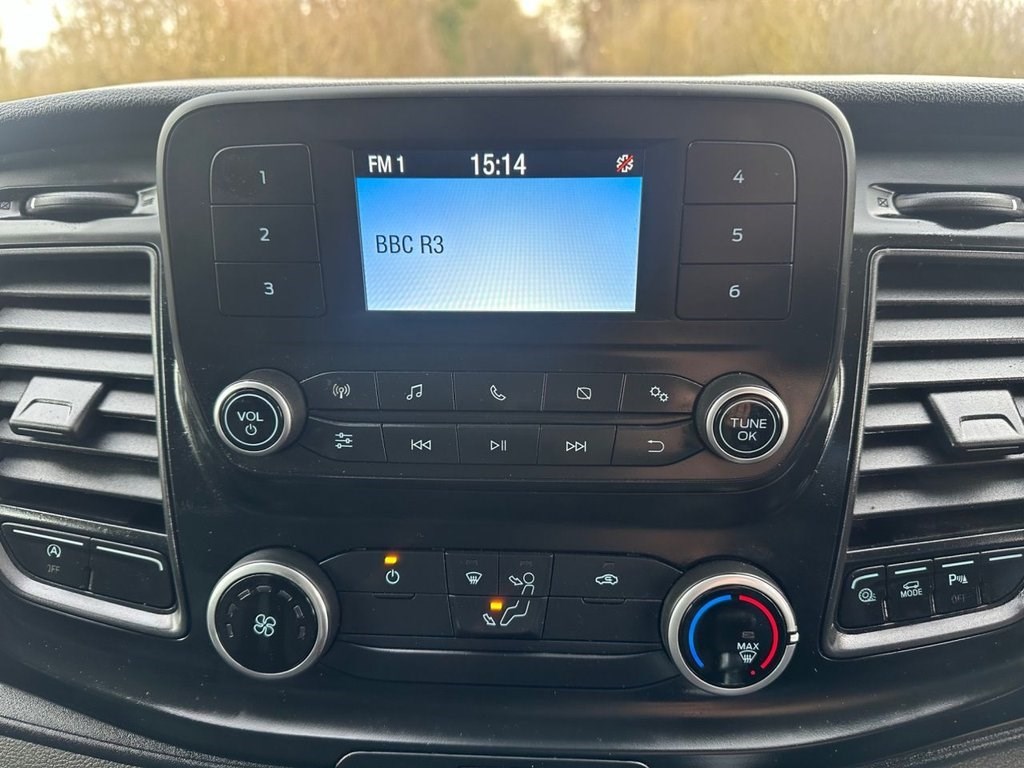 FM 1 15:14
BBC R3
1
2
3
4
5
6
VOL
TUNE
OK
A
OFF
MAX
MODE
P
OFF